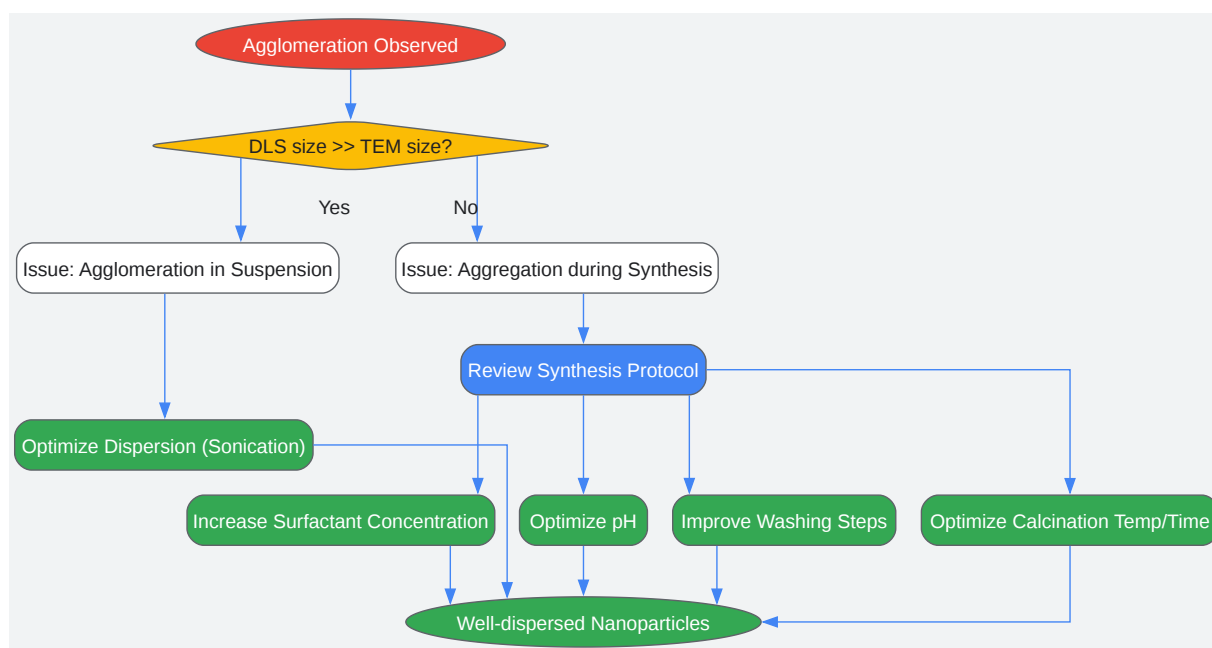 Agglomeration Observed
DLS size >> TEM size?
Yes
No
Issue: Agglomeration in Suspension
Issue: Aggregation during Synthesis
Review Synthesis Protocol
Optimize Dispersion (Sonication)
Increase Surfactant Concentration
Optimize pH
Improve Washing Steps
Optimize Calcination Temp/Time
Well-dispersed Nanoparticles